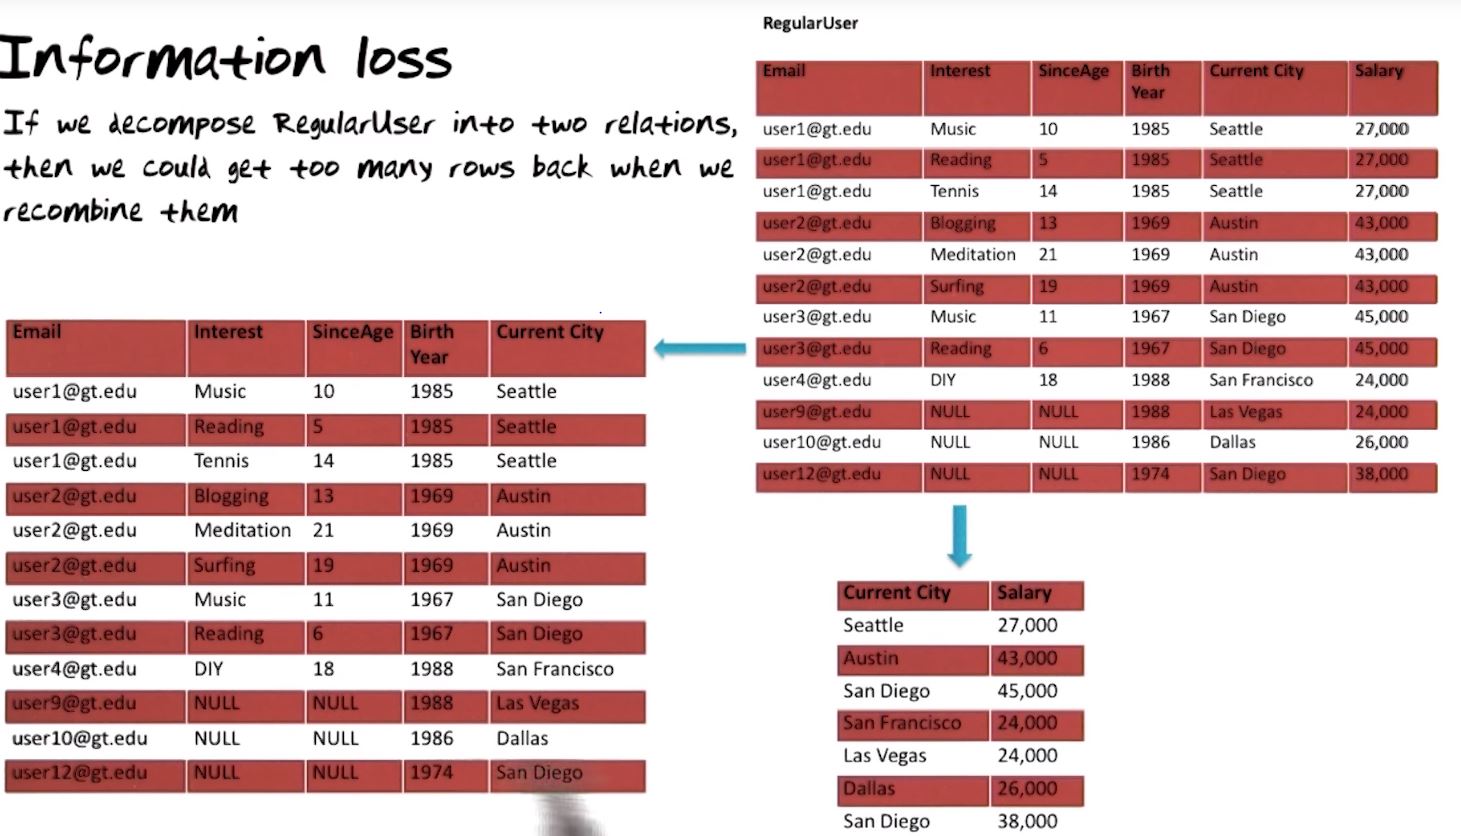 Information loss
If we decompose RegularUser into two relations,
then we could get too many rows back when we
recombine them
RegularUser
Email Interest SinceAge Birth Year Current City Salary
user1@gt.edu Music 10 1985 Seattle 27,000
user1@gt.edu Reading 5 1985 Seattle 27,000
user1@gt.edu Tennis 14 1985 Seattle 27,000
user2@gt.edu Blogging 13 1969 Austin 43,000
user2@gt.edu Meditation 21 1969 Austin 43,000
user2@gt.edu Surfing 19 1969 Austin 43,000
user3@gt.edu Music 11 1967 San Diego 45,000
user3@gt.edu Reading 6 1967 San Diego 45,000
user4@gt.edu DIY 18 1988 San Francisco 24,000
user9@gt.edu NULL NULL 1988 Las Vegas 24,000
user10@gt.edu NULL NULL 1986 Dallas 26,000
user12@gt.edu NULL NULL 1974 San Diego 38,000
Email Interest SinceAge Birth Year Current City
user1@gt.edu Music 10 1985 Seattle
user1@gt.edu Reading 5 1985 Seattle
user1@gt.edu Tennis 14 1985 Seattle
user2@gt.edu Blogging 13 1969 Austin
user2@gt.edu Meditation 21 1969 Austin
user2@gt.edu Surfing 19 1969 Austin
user3@gt.edu Music 11 1967 San Diego
user3@gt.edu Reading 6 1967 San Diego
user4@gt.edu DIY 18 1988 San Francisco
user9@gt.edu NULL NULL 1988 Las Vegas
user10@gt.edu NULL NULL 1986 Dallas
user12@gt.edu NULL NULL 1974 San Diego
Current City Salary
Seattle 27,000
Austin 43,000
San Diego 45,000
San Francisco 24,000
Las Vegas 24,000
Dallas 26,000
San Diego 38,000